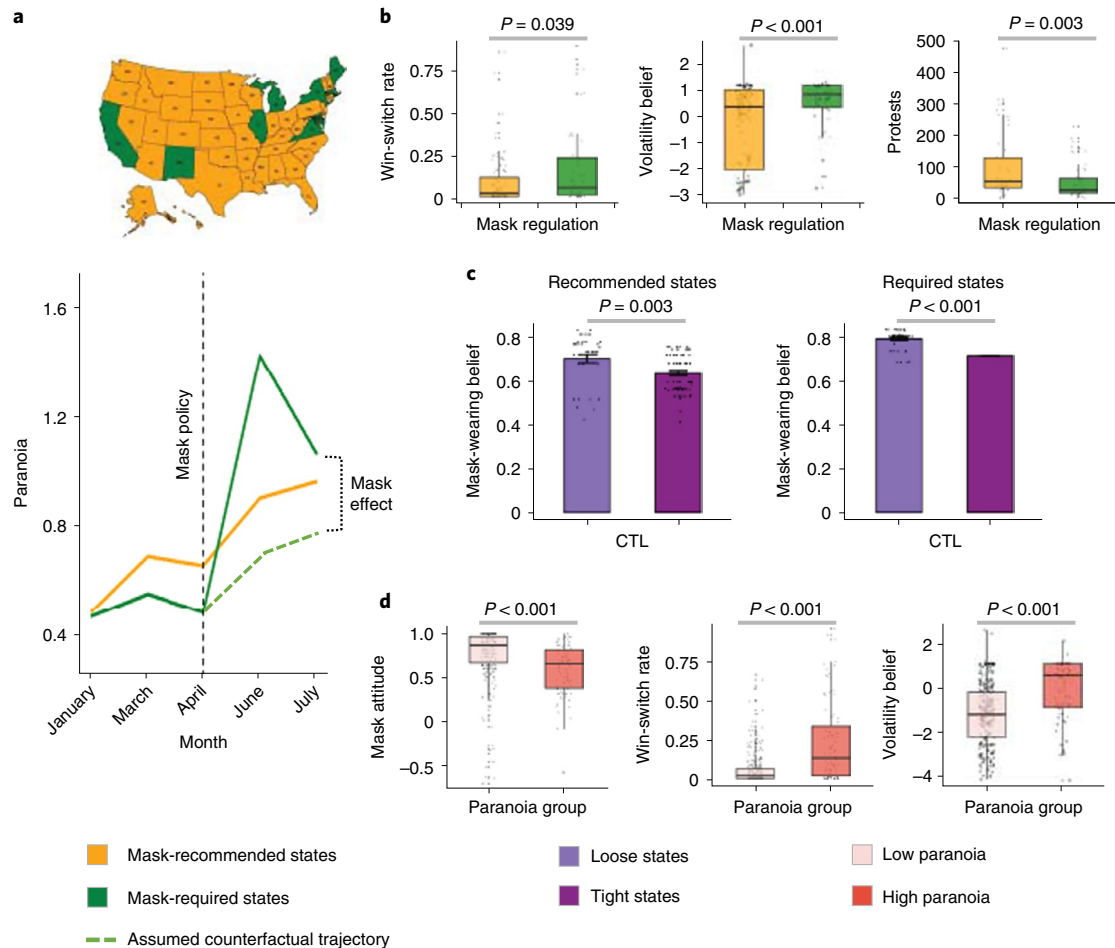 a
b
P = 0.039
P < 0.001
P = 0.003
Win-switch rate
0.75
0.50
0.25
0
Mask regulation
Volatility belief
2
1
0
–1
–2
–3
Mask regulation
Protests
500
400
300
200
100
0
Mask regulation
Paranoia
1.6
1.2
0.8
0.4
Mask policy
Mask
effect
January
March
April
June
July
Month
c
Recommended states
P = 0.003
Mask-wearing belief
0.8
0.6
0.4
0.2
0
CTL
Required states
P < 0.001
Mask-wearing belief
0.8
0.6
0.4
0.2
0
CTL
d
P < 0.001
Mask attitude
1.0
0.5
0
–0.5
Paranoia group
P < 0.001
Win-switch rate
0.75
0.50
0.25
0
Paranoia group
P < 0.001
Volatility belief
2
0
–2
–4
Paranoia group
Mask-recommended states
Mask-required states
Assumed counterfactual trajectory
Loose states
Tight states
Low paranoia
High paranoia